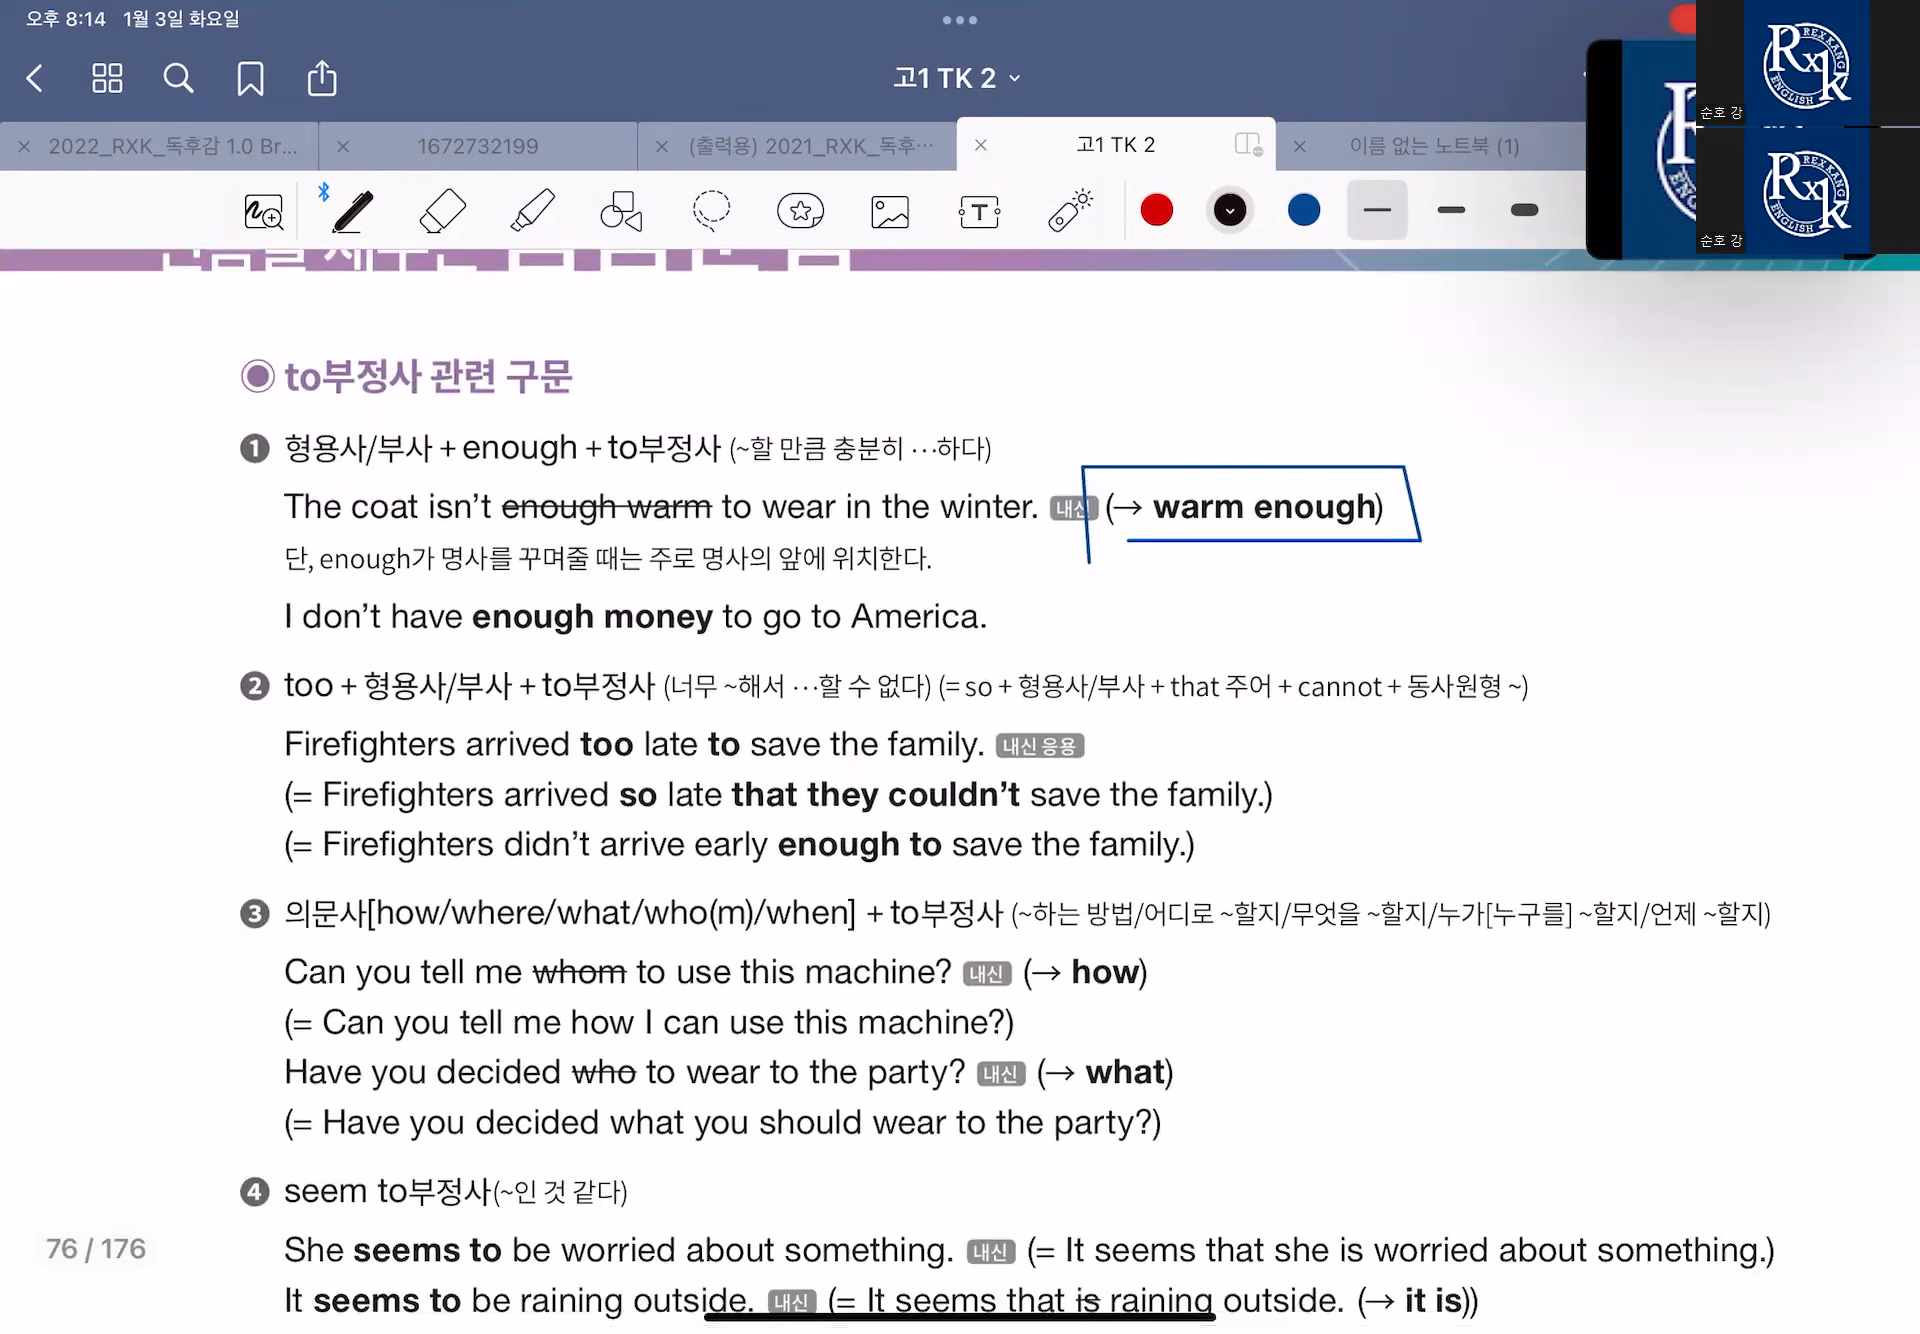 오후 8:14 1월 3일 화요일
고1 TK 2
2022_RXK_독후감 1.0 Br...
1672732199
(출력용) 2021_RXK_독후...
고1 TK 2
이름 없는 노트북 (1)
REX KANG
RxK
ENGLISH
순호 강
REX KANG
RxK
ENGLISH
순호 강
to부정사 관련 구문
1 형용사/부사 + enough + to부정사 (~할 만큼 충분히 …하다)
The coat isn't enough warm to wear in the winter. 내신 (→ warm enough)
단, enough가 명사를 꾸며줄 때는 주로 명사의 앞에 위치한다.
I don't have enough money to go to America.
2 too + 형용사/부사 + to부정사 (너무 ~해서 …할 수 없다) (= so + 형용사/부사 + that 주어 + cannot + 동사원형 ~)
Firefighters arrived too late to save the family. 내신 응용
(= Firefighters arrived so late that they couldn't save the family.)
(= Firefighters didn't arrive early enough to save the family.)
3 의문사[how/where/what/who(m)/when] + to부정사 (~하는 방법/어디로 ~할지/무엇을 ~할지/누가[누구를] ~할지/언제 ~할지)
Can you tell me whom to use this machine? 내신 (→ how)
(= Can you tell me how I can use this machine?)
Have you decided who to wear to the party? 내신 (→ what)
(= Have you decided what you should wear to the party?)
4 seem to부정사(~인 것 같다)
She seems to be worried about something. 내신 (= It seems that she is worried about something.)
It seems to be raining outside. 내신 (= It seems that is raining outside. (→ it is))
76 / 176